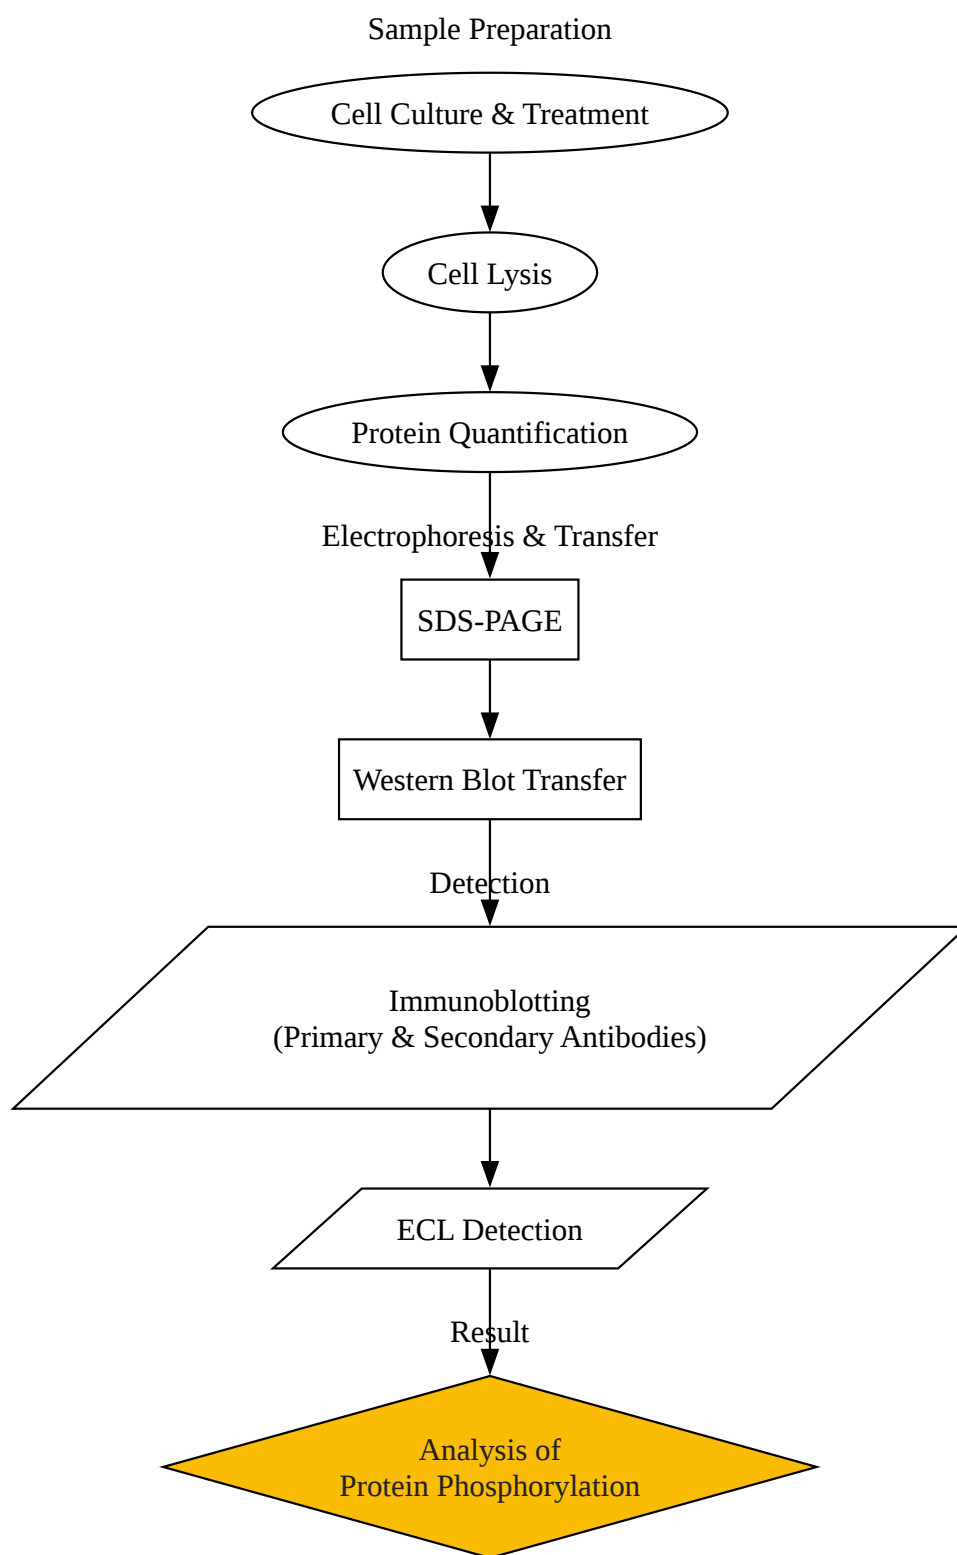 Sample Preparation
Cell Culture & Treatment
Cell Lysis
Protein Quantification
Electrophoresis & Transfer
SDS-PAGE
Western Blot Transfer
Detection
Immunoblotting
(Primary & Secondary Antibodies)
ECL Detection
Result
Analysis of
Protein Phosphorylation